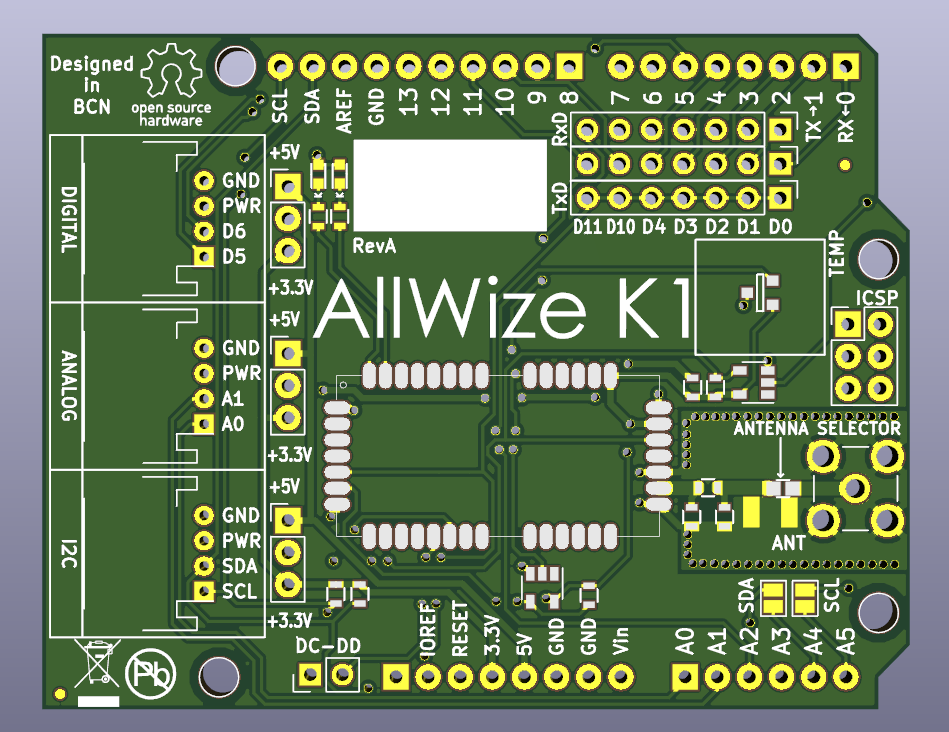 Designed
in
BCN
open source
hardware
SCL
SDA
AREF
GND
13
12
11
10
9
8
7
6
5
4
3
2
TX→1
RX←0
RxD
TxD
D11 D10 D4 D3 D2 D1 D0
+5V
GND
PWR
D6
D5
DIGITAL
+3.3V
RevA
TEMP
ICSP
AllWize K1
+5V
GND
PWR
A1
A0
ANALOG
+3.3V
ANTENNA SELECTOR
ANT
+5V
GND
PWR
SDA
SCL
I2C
+3.3V
SDA
SCL
DC-DD
IOREF
RESET
3.3V
5V
GND
GND
Vin
A0
A1
A2
A3
A4
A5
Pb